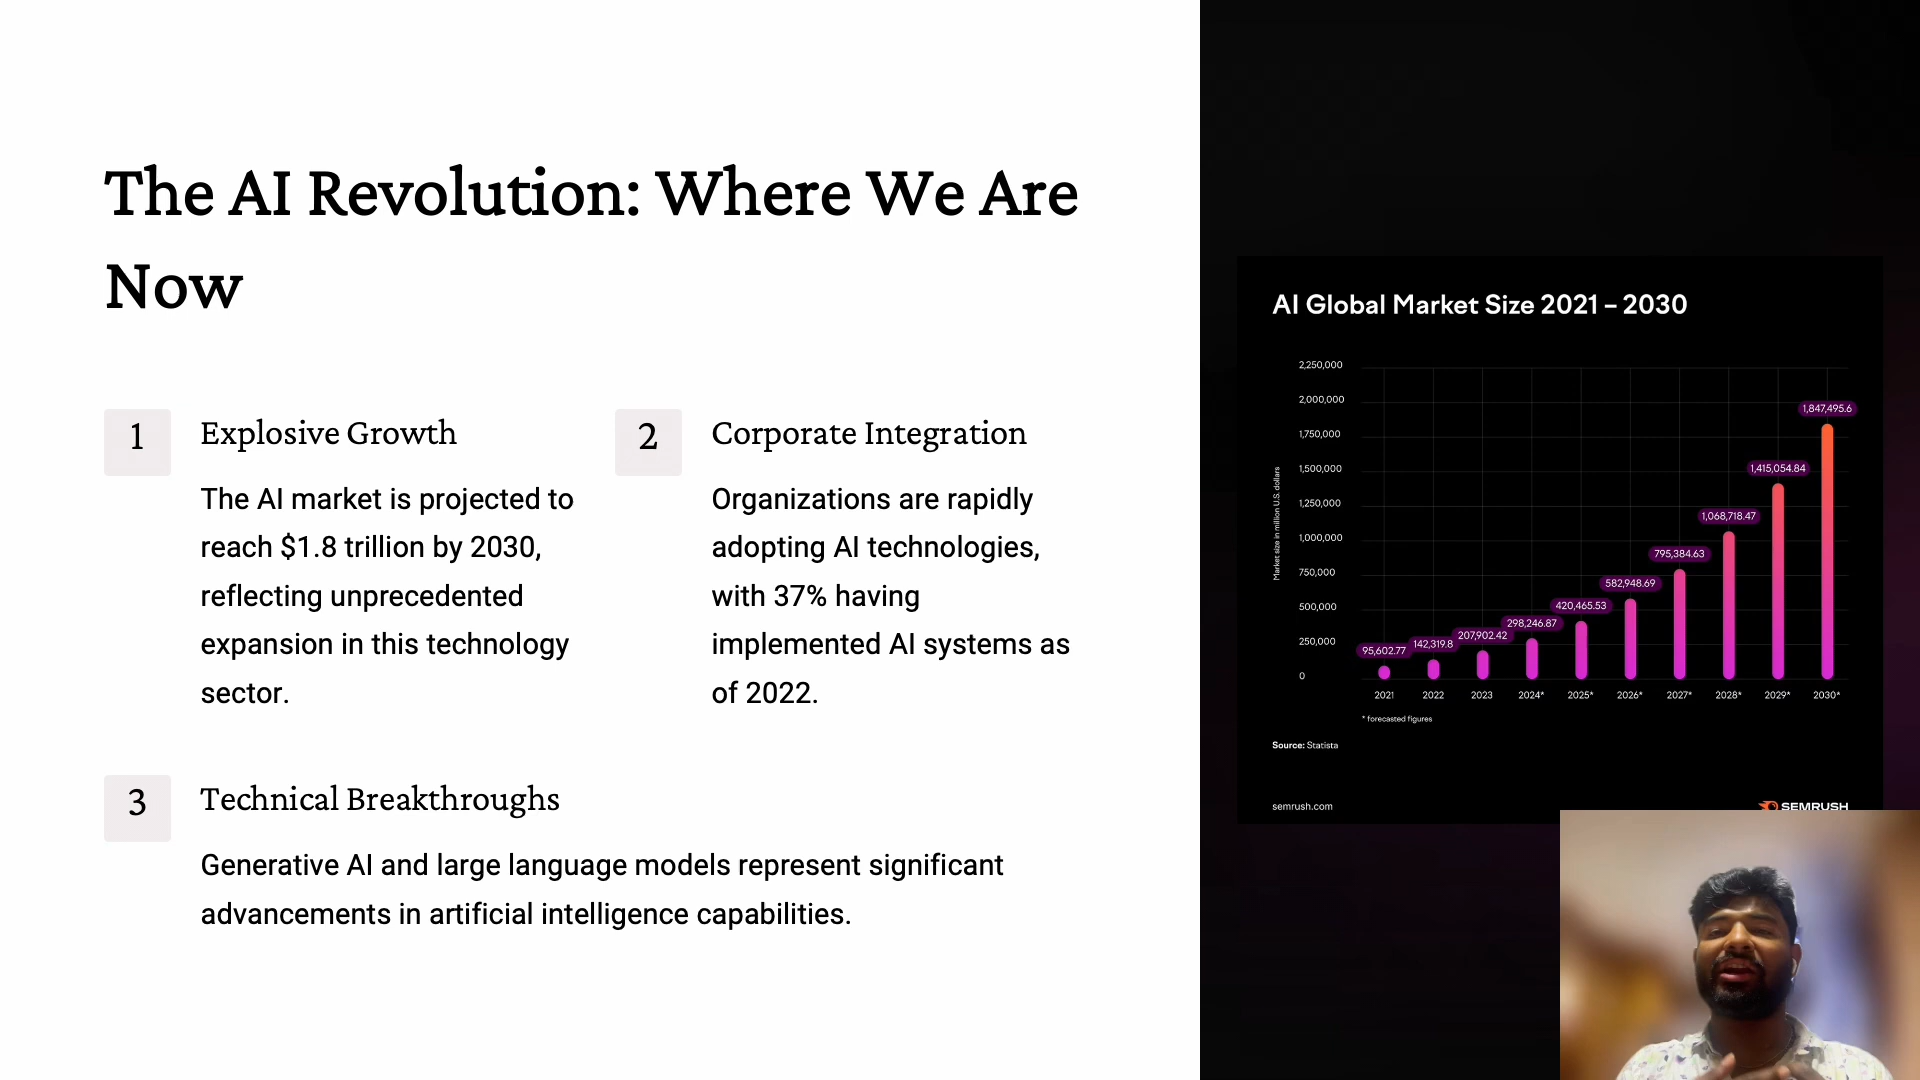 The AI Revolution: Where We Are
Now
1
Explosive Growth
The AI market is projected to
reach $1.8 trillion by 2030,
reflecting unprecedented
expansion in this technology
sector.
2
Corporate Integration
Organizations are rapidly
adopting AI technologies,
with 37% having
implemented AI systems as
of 2022.
3
Technical Breakthroughs
Generative AI and large language models represent significant
advancements in artificial intelligence capabilities.
AI Global Market Size 2021 – 2030
Market size in million U.S. dollars
2,250,000
2,000,000
1,750,000
1,500,000
1,250,000
1,000,000
750,000
500,000
250,000
0
95,602.77
142,319.8
207,902.42
298,246.87
420,465.53
582,948.69
795,384.63
1,068,718.47
1,415,054.84
1,847,495.6
2021 2022 2023 2024* 2025* 2026* 2027* 2028* 2029* 2030*
* forecasted figures
Source: Statista
semrush.com
SEMRUSH